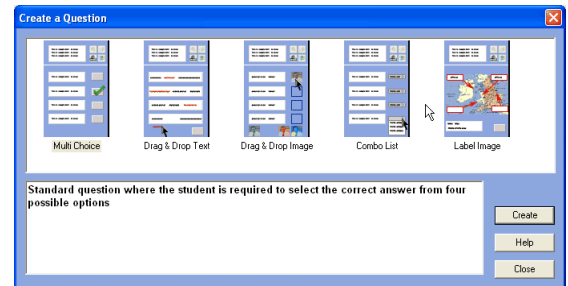 Create a Question
Multi Choice
Drag & Drop Text
Drag & Drop Image
Combo List
Label Image
Standard question where the student is required to select the correct answer from four
possible options
Create
Help
Close